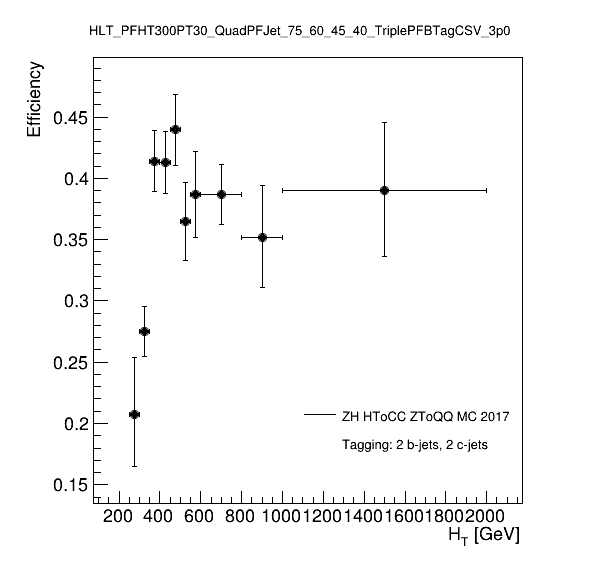 HLT_PFHT300PT30_QuadPFJet_75_60_45_40_TriplePFBTagCSV_3p0
Efficiency
0.45
0.4
0.35
0.3
0.25
0.2
0.15
ZH HToCC ZToQQ MC 2017
Tagging: 2 b-jets, 2 c-jets
200 400 600 800 1000 1200 1400 1600 1800 2000
H_T [GeV]